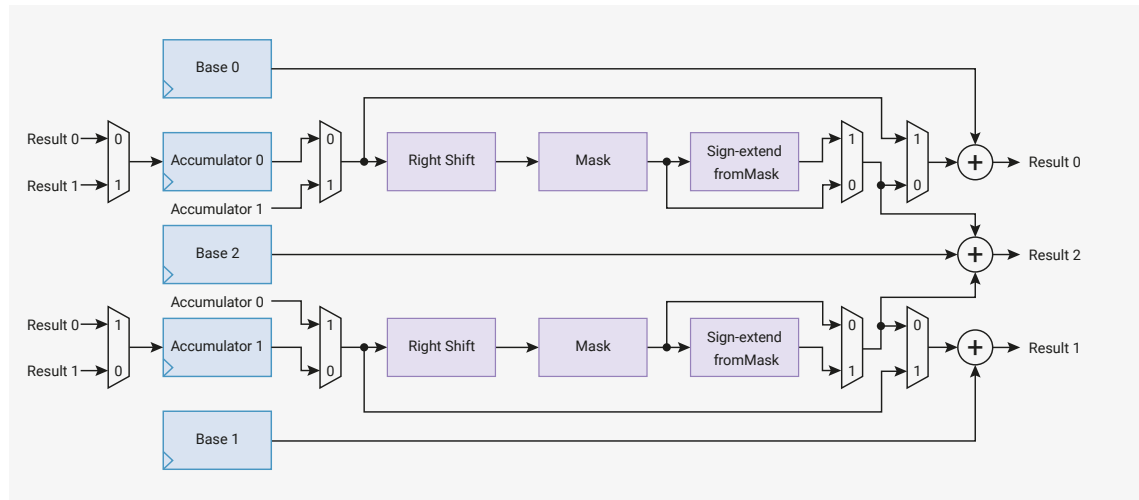 Base 0
Result 0
0
Accumulator 0
0
Right Shift
Mask
Sign-extend
fromMask
1
1
Result 0
Result 1
1
1
0
0
Accumulator 1
Base 2
Result 2
Accumulator 0
Result 0
1
Accumulator 1
1
Right Shift
Mask
Sign-extend
fromMask
0
0
Result 1
Result 1
0
0
1
1
Base 1